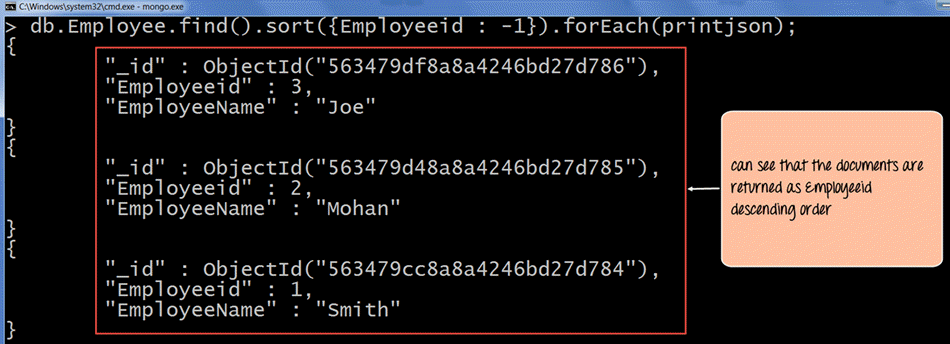 C:\Windows\system32\cmd.exe - mongo.exe
> db.Employee.find().sort({Employeeid : -1}).forEach(printjson);
{
"_id" : ObjectId("563479df8a8a4246bd27d786"),
"Employeeid" : 3,
"EmployeeName" : "Joe"
}
{
"_id" : ObjectId("563479d48a8a4246bd27d785"),
"Employeeid" : 2,
"EmployeeName" : "Mohan"
}
{
"_id" : ObjectId("563479cc8a8a4246bd27d784"),
"Employeeid" : 1,
"EmployeeName" : "Smith"
}
can see that the documents are
returned as Employeeid
descending order